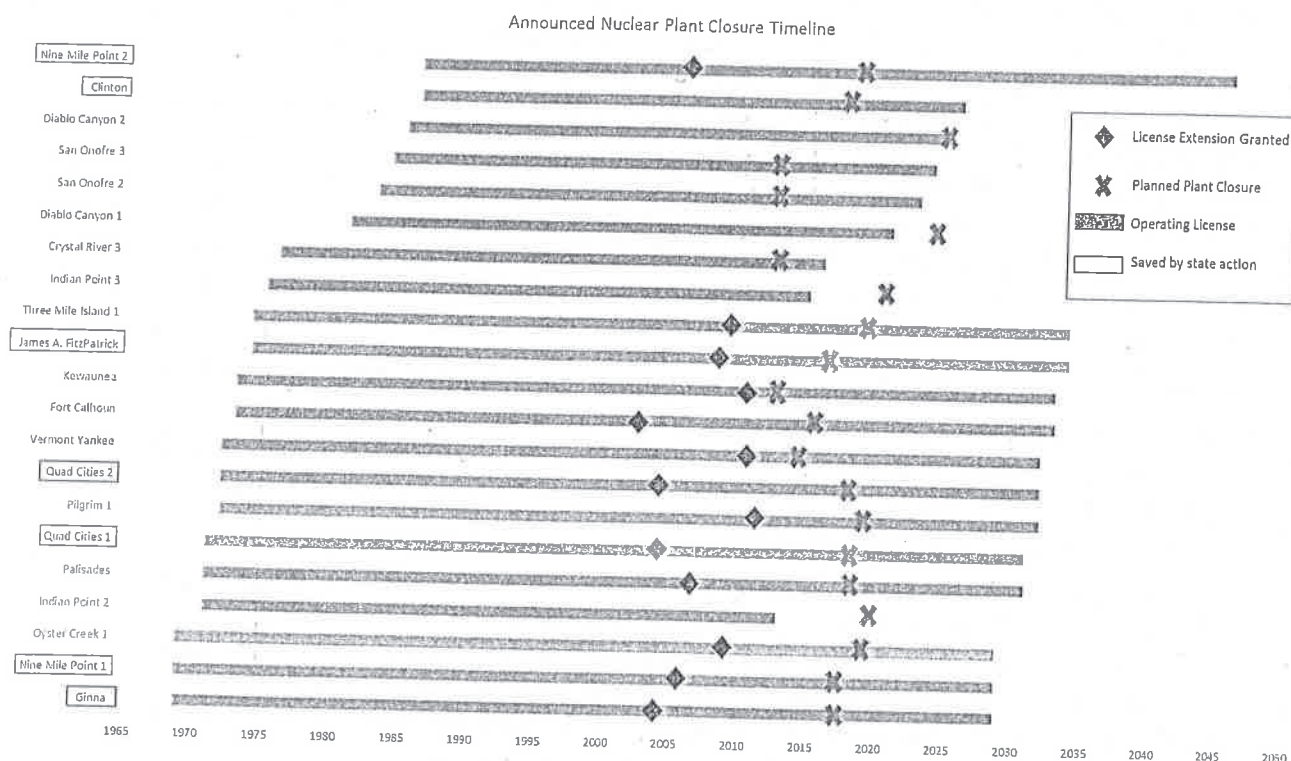 Announced Nuclear Plant Closure Timeline
Nine Mile Point 2
Clinton
Diablo Canyon 2
San Onofre 3
San Onofre 2
Diablo Canyon 1
Crystal River 3
Indian Point 3
Three Mile Island 1
James A. FitzPatrick
Kewaunee
Fort Calhoun
Vermont Yankee
Quad Cities 2
Pilgrim 1
Quad Cities 1
Palisades
Indian Point 2
Oyster Creek 1
Nine Mile Point 1
Ginna
1965 1970 1975 1980 1985 1990 1995 2000 2005 2010 2015 2020 2025 2030 2035 2040 2045 2050
License Extension Granted
Planned Plant Closure
Operating License
Saved by state action